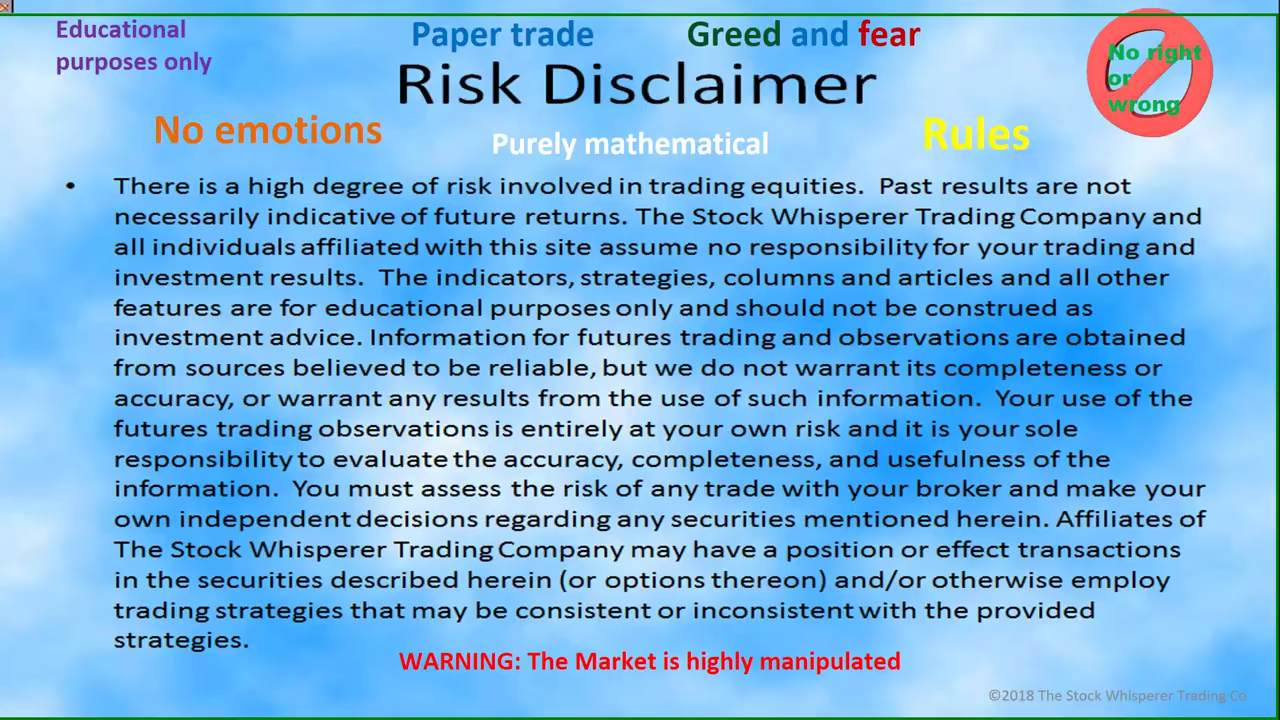 Educational
purposes only
Paper trade
Greed and fear
No right
or
wrong
Risk Disclaimer
No emotions
Purely mathematical
Rules
• There is a high degree of risk involved in trading equities. Past results are not
necessarily indicative of future returns. The Stock Whisperer Trading Company and
all individuals affiliated with this site assume no responsibility for your trading and
investment results. The indicators, strategies, columns and articles and all other
features are for educational purposes only and should not be construed as
investment advice. Information for futures trading and observations are obtained
from sources believed to be reliable, but we do not warrant its completeness or
accuracy, or warrant any results from the use of such information. Your use of the
futures trading observations is entirely at your own risk and it is your sole
responsibility to evaluate the accuracy, completeness, and usefulness of the
information. You must assess the risk of any trade with your broker and make your
own independent decisions regarding any securities mentioned herein. Affiliates of
The Stock Whisperer Trading Company may have a position or effect transactions
in the securities described herein (or options thereon) and/or otherwise employ
trading strategies that may be consistent or inconsistent with the provided
strategies.
WARNING: The Market is highly manipulated
©2018 The Stock Whisperer Trading Co